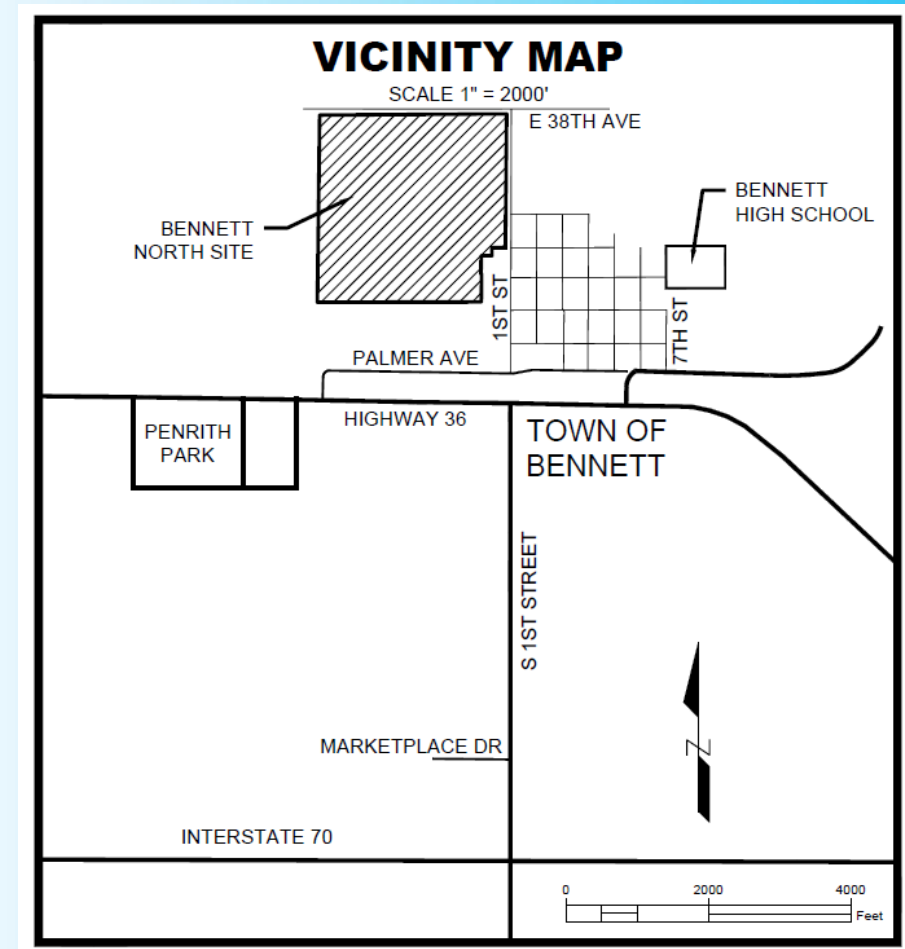 VICINITY MAP
SCALE 1" = 2000'
E 38TH AVE
BENNETT
HIGH SCHOOL
BENNETT
NORTH SITE
1ST ST
7TH ST
PALMER AVE
HIGHWAY 36
PENRITH
PARK
TOWN OF
BENNETT
S 1ST STREET
N
MARKETPLACE DR
INTERSTATE 70
0 2000 4000
Feet